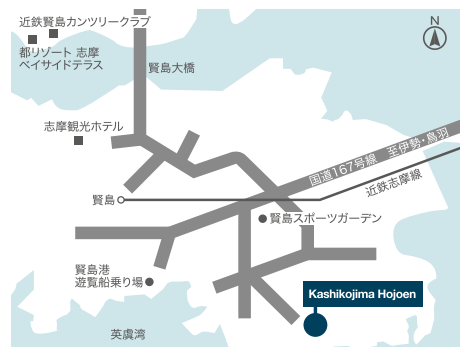 近鉄賢島カンツリークラブ
N
都リゾート 志摩
ベイサイドテラス
賢島大橋
志摩観光ホテル
国道167号線 至伊勢・鳥羽
近鉄志摩線
賢島
賢島スポーツガーデン
賢島港
遊覧船乗り場
Kashikojima Hojoen
英虞湾